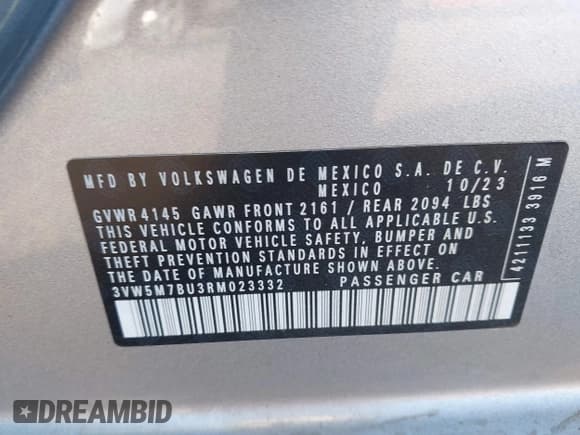 MFD BY VOLKSWAGEN DE MEXICO S.A. DE C.V.
MEXICO 10/23
GVWR 4145 GAWR FRONT 2161 / REAR 2094 LBS
THIS VEHICLE CONFORMS TO ALL APPLICABLE U.S.
FEDERAL MOTOR VEHICLE SAFETY, BUMPER AND
THEFT PREVENTION STANDARDS IN EFFECT ON
THE DATE OF MANUFACTURE SHOWN ABOVE.
3VW5M7BU3RM023332 PASSENGER CAR
4211133 3916 M
DREAMBID